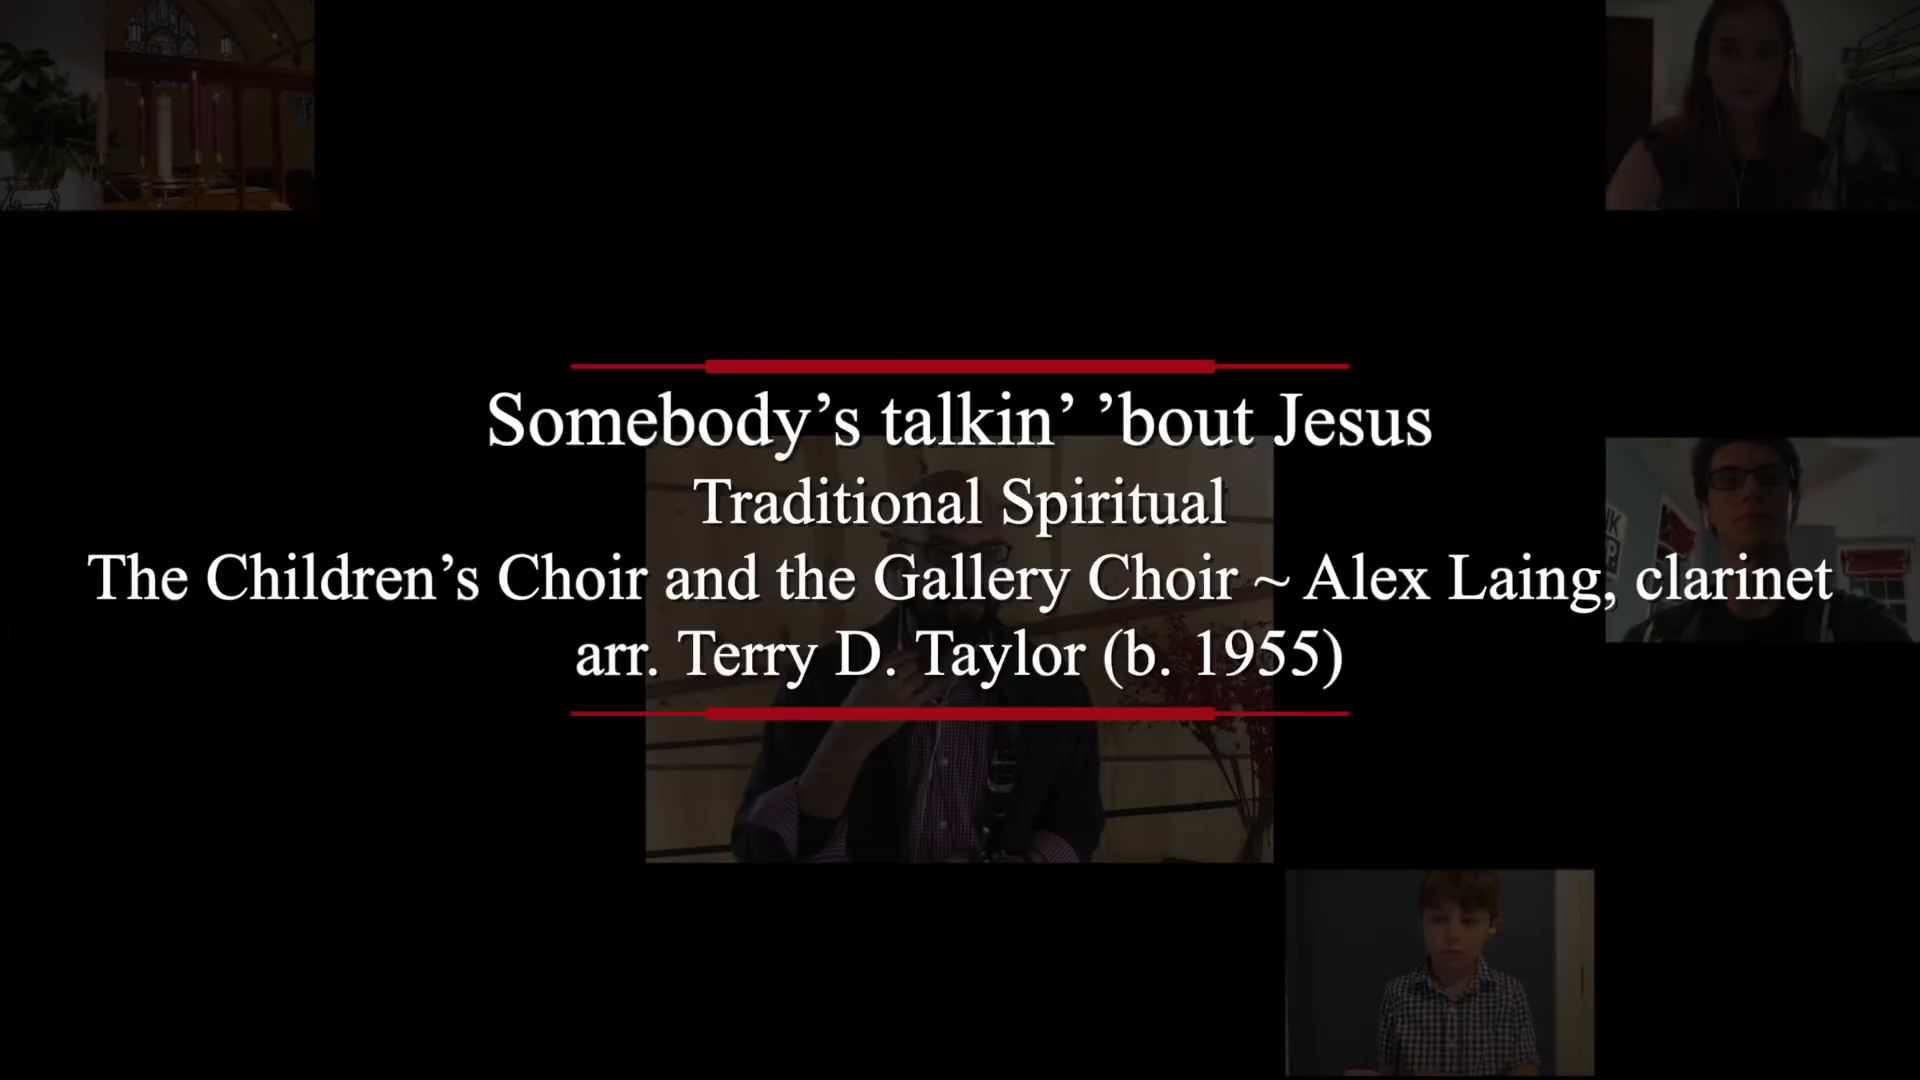 Somebody’s talkin’ ’bout Jesus
Traditional Spiritual
The Children’s Choir and the Gallery Choir ~ Alex Laing, clarinet
arr. Terry D. Taylor (b. 1955)